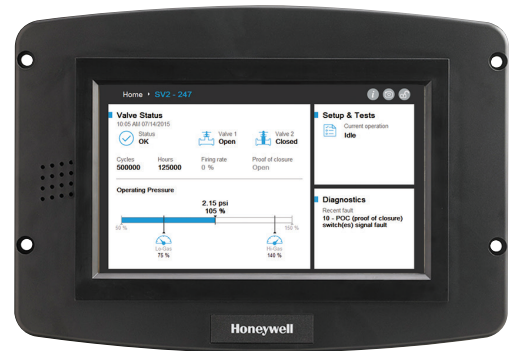 Home › SV2 - 247
i
Valve Status
10:05 AM 07/14/2015
Status
OK
Valve 1
Open
Valve 2
Closed
Cycles
500000
Hours
125000
Firing rate
0 %
Proof of closure
Open
Operating Pressure
2.15 psi
105 %
50 %
150 %
Lo-Gas
75 %
Hi-Gas
140 %
Setup & Tests
Current operation
Idle
Diagnostics
Recent fault
10 - POC (proof of closure)
switch(es) signal fault
Honeywell